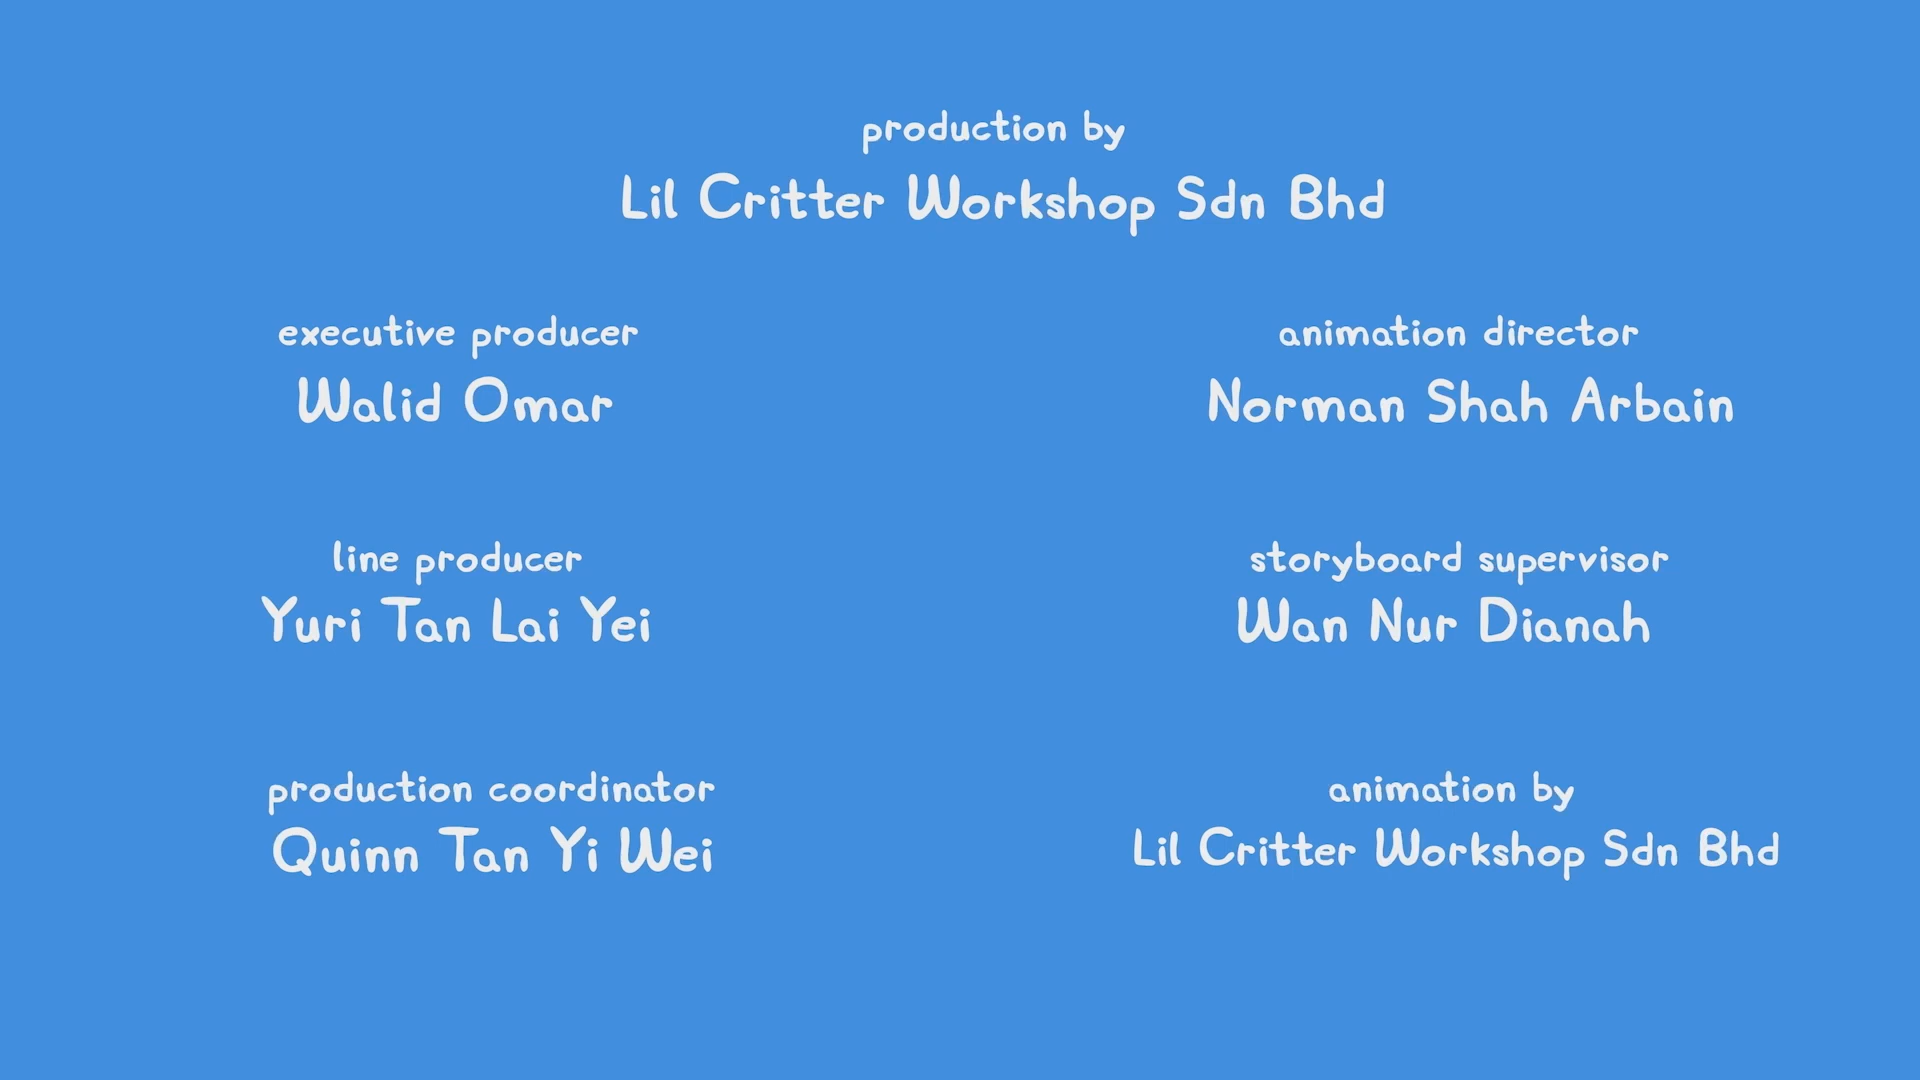 production by
Lil Critter Workshop Sdn Bhd
executive producer
Walid Omar
animation director
Norman Shah Arbain
line producer
Yuri Tan Lai Yei
storyboard supervisor
Wan Nur Dianah
production coordinator
Quinn Tan Yi Wei
animation by
Lil Critter Workshop Sdn Bhd